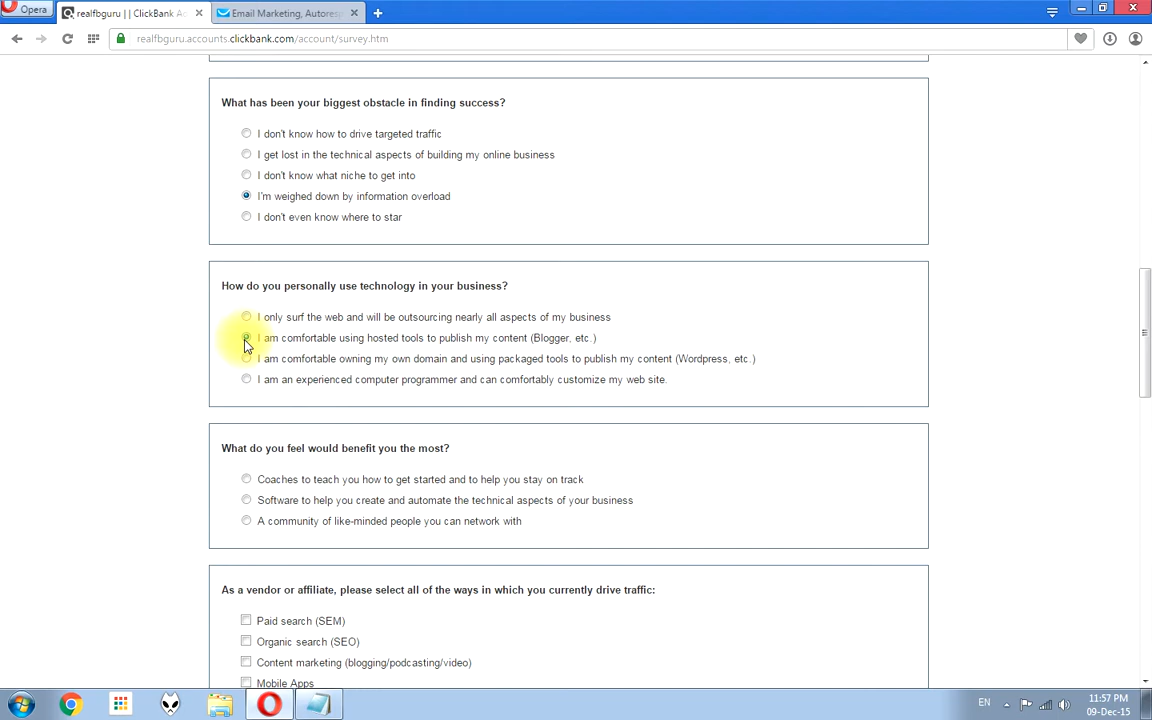 Opera
realfbguru | | ClickBank Ac
Email Marketing, Autoresp
realfbguru.accounts.clickbank.com/account/survey.htm
What has been your biggest obstacle in finding success?
I don't know how to drive targeted traffic
I get lost in the technical aspects of building my online business
I don't know what niche to get into
I'm weighed down by information overload
I don't even know where to star
How do you personally use technology in your business?
I only surf the web and will be outsourcing nearly all aspects of my business
I am comfortable using hosted tools to publish my content (Blogger, etc.)
I am comfortable owning my own domain and using packaged tools to publish my content (Wordpress, etc.)
I am an experienced computer programmer and can comfortably customize my web site.
What do you feel would benefit you the most?
Coaches to teach you how to get started and to help you stay on track
Software to help you create and automate the technical aspects of your business
A community of like-minded people you can network with
As a vendor or affiliate, please select all of the ways in which you currently drive traffic:
Paid search (SEM)
Organic search (SEO)
Content marketing (blogging/podcasting/video)
Mobile Apps
EN
11:57 PM
09-Dec-15